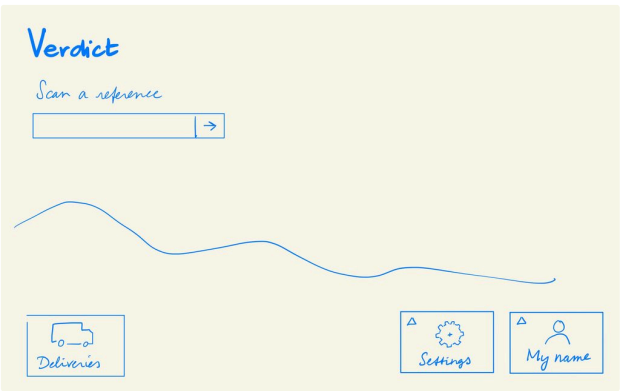 Verdict
Scan a reference
→
Deliveries
Settings
My name